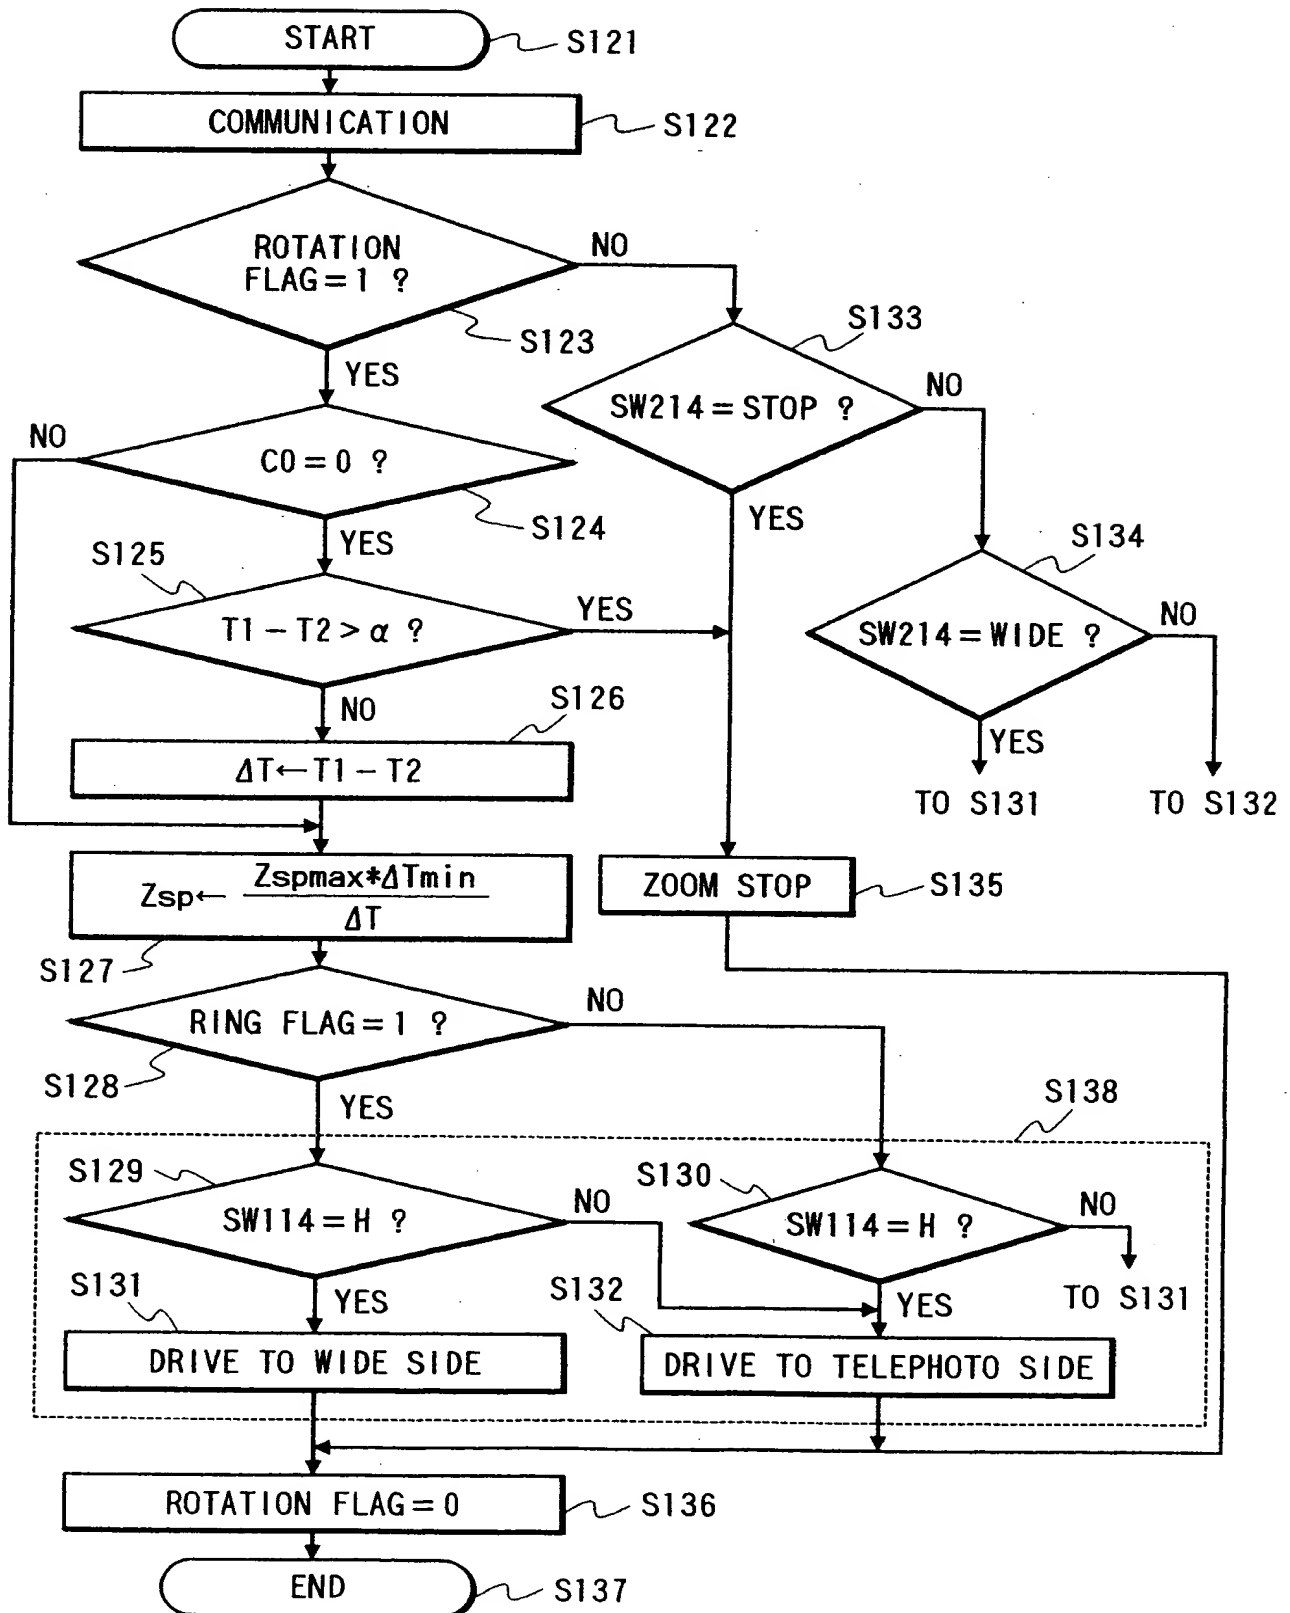 START
S121
COMMUNICATION
S122
ROTATION
FLAG=1 ?
NO
S123
YES
S133
SW214=STOP ?
NO
YES
NO
C0=0 ?
S124
YES
S125
T1-T2>α ?
YES
NO
S134
SW214=WIDE ?
NO
YES
TO S131
TO S132
S126
ΔT←T1-T2
Zsp← Zspmax*ΔTmin
ΔT
S127
ZOOM STOP
S135
RING FLAG=1 ?
NO
S128
YES
S138
S129
SW114=H ?
NO
YES
S130
SW114=H ?
NO
TO S131
YES
S131
DRIVE TO WIDE SIDE
S132
DRIVE TO TELEPHOTO SIDE
ROTATION FLAG=0
S136
END
S137